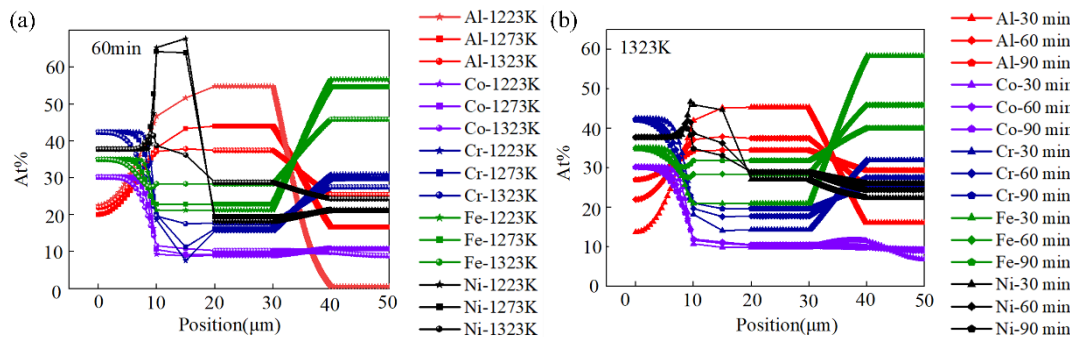 (a)
60min
At%
60
50
40
30
20
10
0
0 10 20 30 40 50
Position(μm)
Al-1223K
Al-1273K
Al-1323K
Co-1223K
Co-1273K
Co-1323K
Cr-1223K
Cr-1273K
Cr-1323K
Fe-1223K
Fe-1273K
Fe-1323K
Ni-1223K
Ni-1273K
Ni-1323K
(b)
1323K
At%
60
50
40
30
20
10
0
0 10 20 30 40 50
Position(μm)
Al-30 min
Al-60 min
Al-90 min
Co-30 min
Co-60 min
Co-90 min
Cr-30 min
Cr-60 min
Cr-90 min
Fe-30 min
Fe-60 min
Fe-90 min
Ni-30 min
Ni-60 min
Ni-90 min